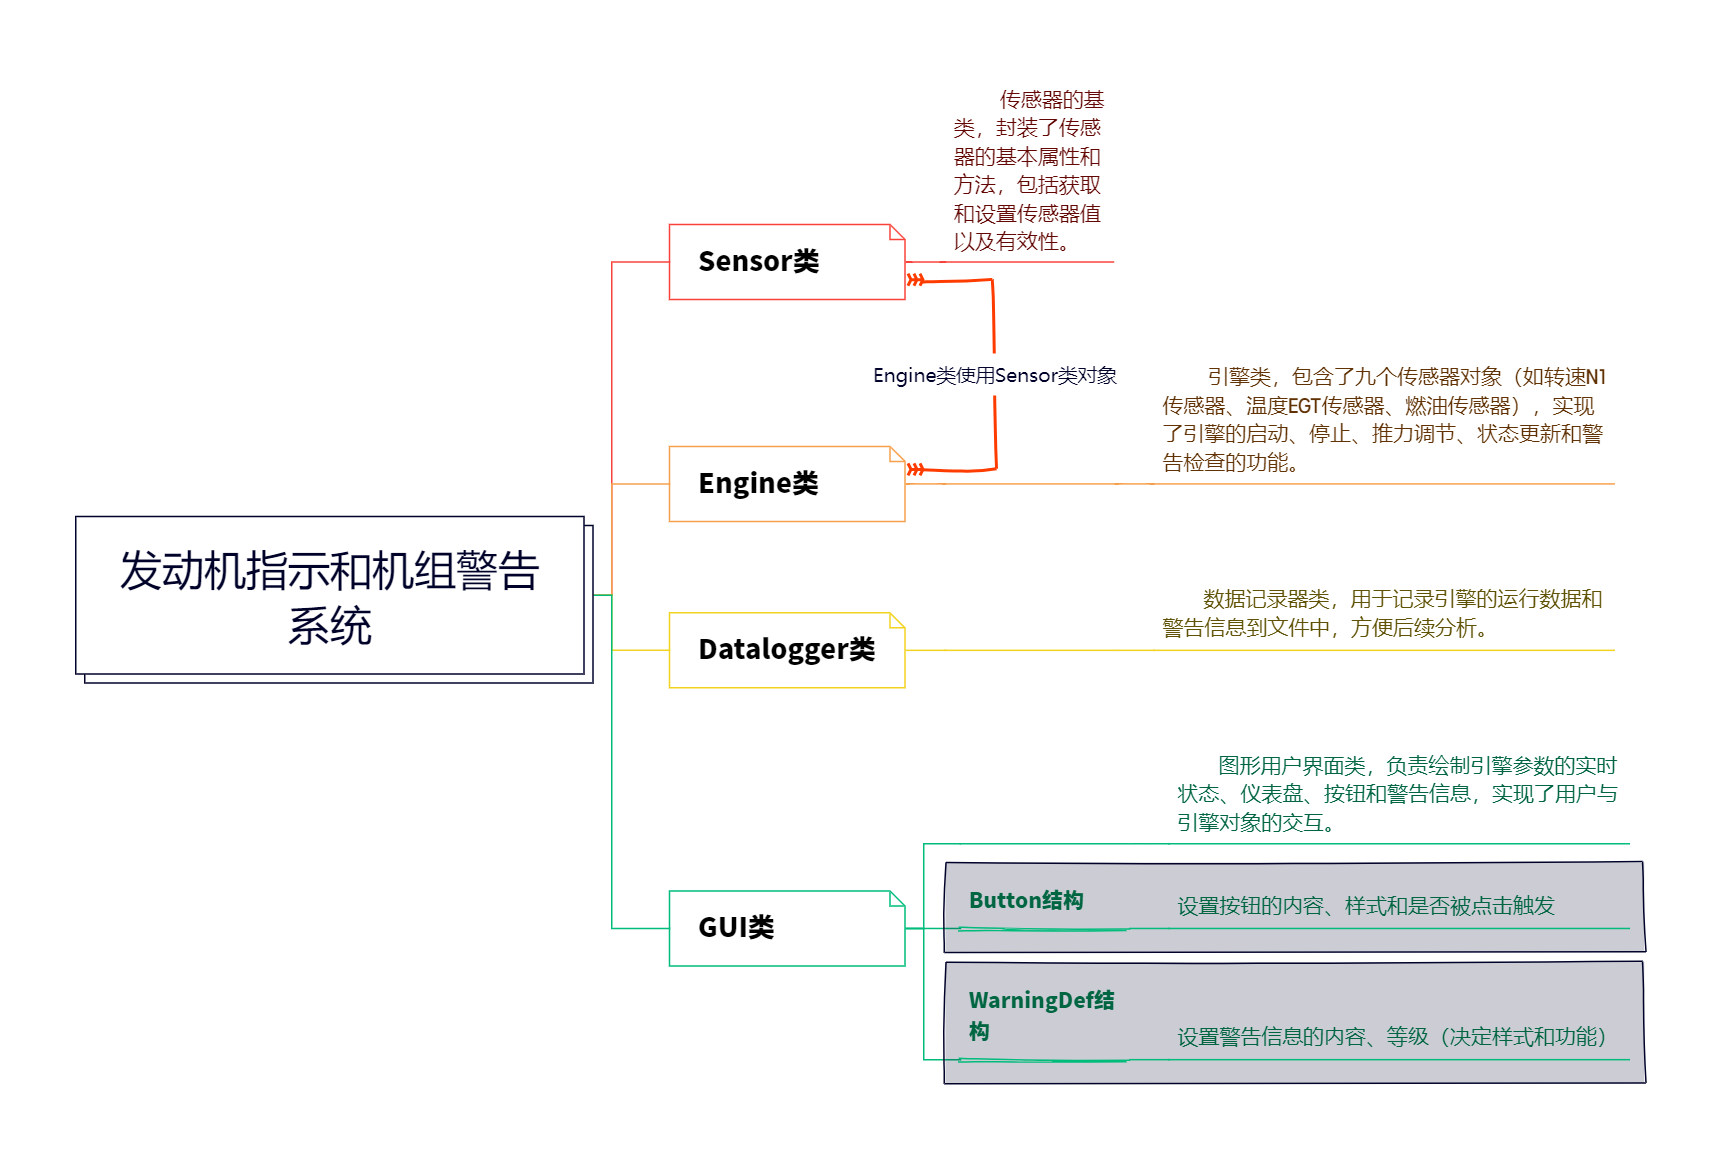 发动机指示和机组警告
系统
Sensor类
传感器的基
类，封装了传感
器的基本属性和
方法，包括获取
和设置传感器值
以及有效性。
Engine类使用Sensor类对象
Engine类
引擎类，包含了九个传感器对象（如转速N1
传感器、温度EGT传感器、燃油传感器），实现
了引擎的启动、停止、推力调节、状态更新和警
告检查的功能。
Datalogger类
数据记录器类，用于记录引擎的运行数据和
警告信息到文件中，方便后续分析。
GUI类
图形用户界面类，负责绘制引擎参数的实时
状态、仪表盘、按钮和警告信息，实现了用户与
引擎对象的交互。
Button结构
设置按钮的内容、样式和是否被点击触发
WarningDef结
构
设置警告信息的内容、等级（决定样式和功能）